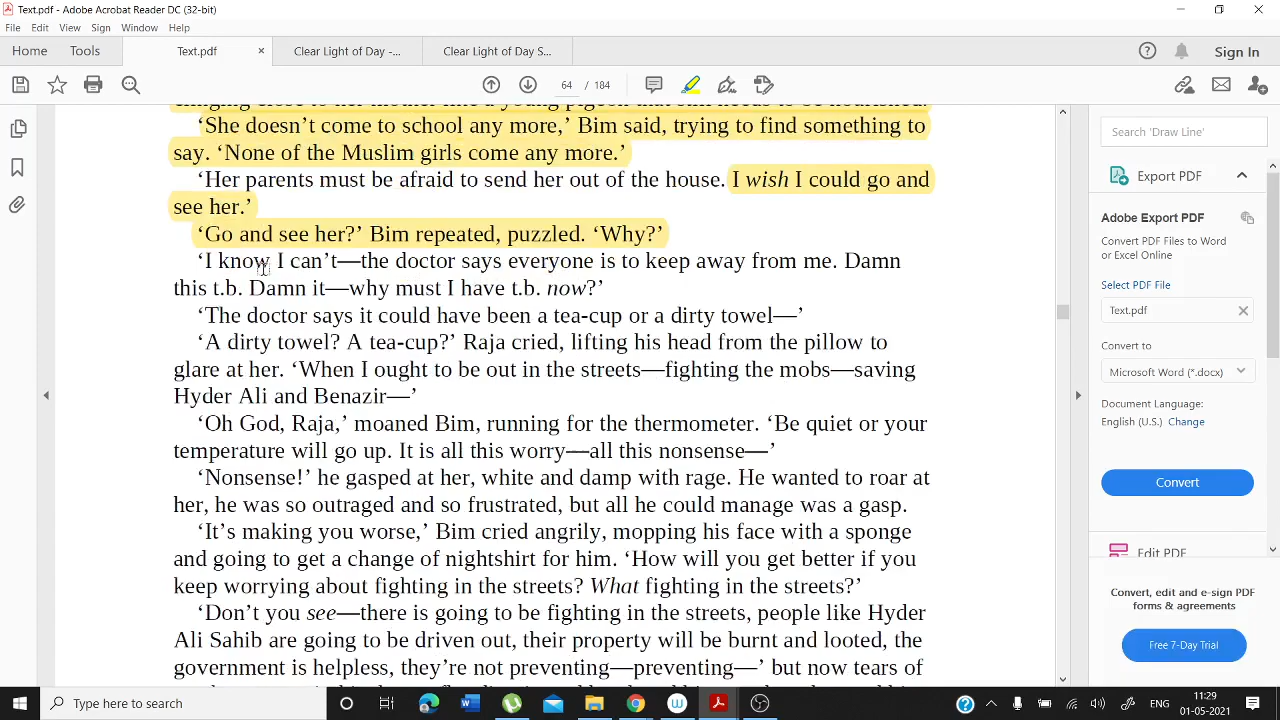 Text.pdf - Adobe Acrobat Reader DC (32-bit)
File Edit View Sign Window Help
Home Tools Text.pdf × Clear Light of Day -... Clear Light of Day S... Sign In
64 / 184
clinging close to her mother like a young pigeon that still needs to be nourished.
‘She doesn’t come to school any more,’ Bim said, trying to find something to
say. ‘None of the Muslim girls come any more.’
‘Her parents must be afraid to send her out of the house. I wish I could go and
see her.’
‘Go and see her?’ Bim repeated, puzzled. ‘Why?’
‘I know I can’t—the doctor says everyone is to keep away from me. Damn
this t.b. Damn it—why must I have t.b. now?’
‘The doctor says it could have been a tea-cup or a dirty towel—’
‘A dirty towel? A tea-cup?’ Raja cried, lifting his head from the pillow to
glare at her. ‘When I ought to be out in the streets—fighting the mobs—saving
Hyder Ali and Benazir—’
‘Oh God, Raja,’ moaned Bim, running for the thermometer. ‘Be quiet or your
temperature will go up. It is all this worry—all this nonsense—’
‘Nonsense!’ he gasped at her, white and damp with rage. He wanted to roar at
her, he was so outraged and so frustrated, but all he could manage was a gasp.
‘It’s making you worse,’ Bim cried angrily, mopping his face with a sponge
and going to get a change of nightshirt for him. ‘How will you get better if you
keep worrying about fighting in the streets? What fighting in the streets?’
‘Don’t you see—there is going to be fighting in the streets, people like Hyder
Ali Sahib are going to be driven out, their property will be burnt and looted, the
government is helpless, they’re not preventing—preventing—’ but now tears of
Search 'Draw Line'
Export PDF
Adobe Export PDF
Convert PDF Files to Word
or Excel Online
Select PDF File
Text.pdf
Convert to
Microsoft Word (*.docx)
Document Language:
English (U.S.) Change
Convert
Edit PDF
Convert, edit and e-sign PDF
forms & agreements
Free 7-Day Trial
Type here to search
ENG
11:29
01-05-2021